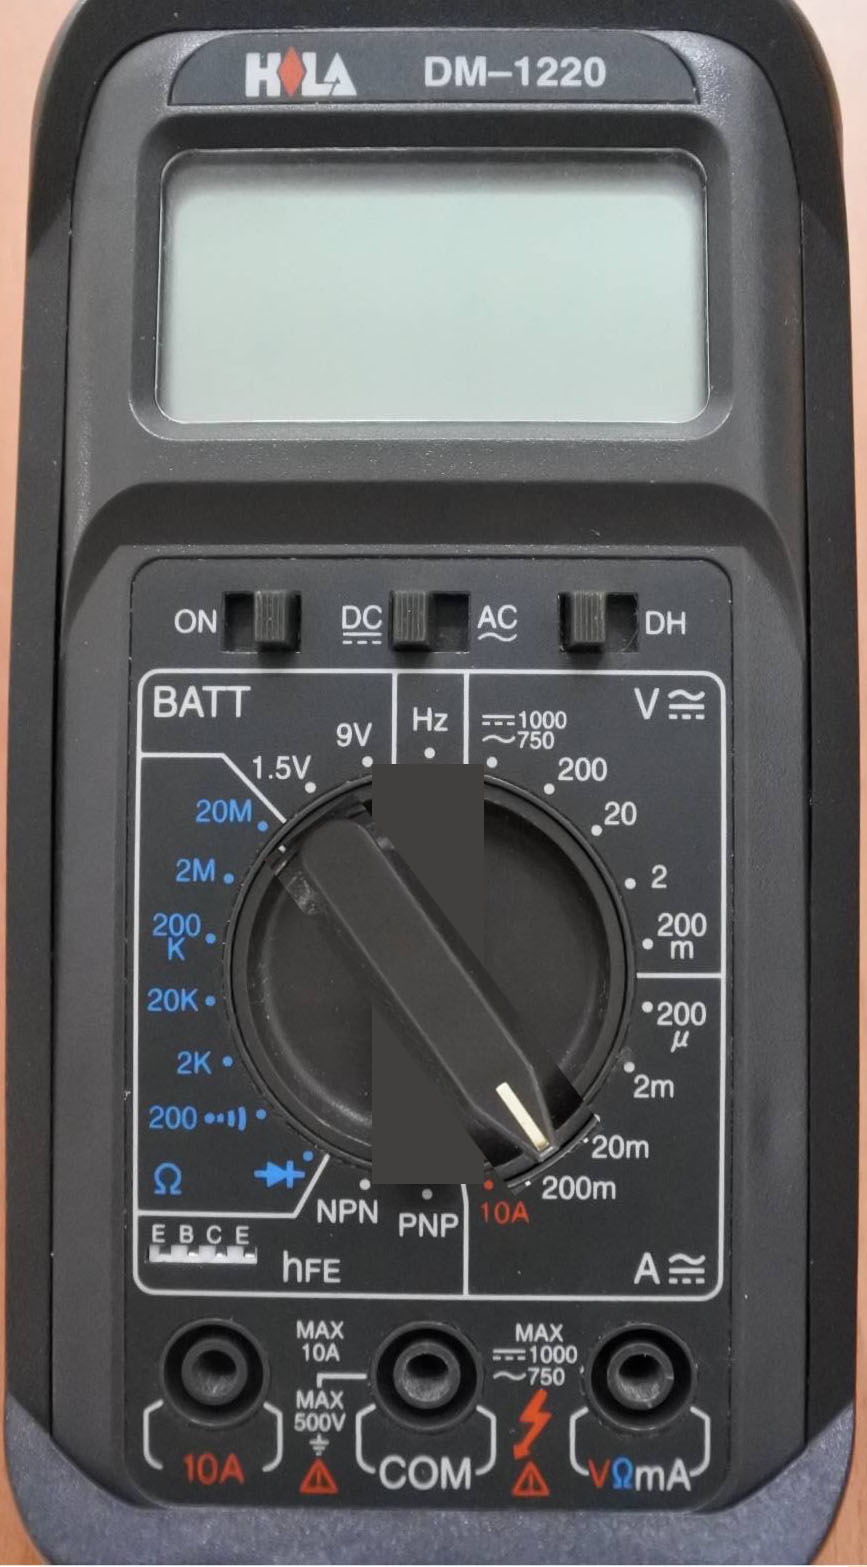 HiLA DM–1220
ON DC AC DH
BATT
V
9V
Hz
1000
750
1.5V
200
20M
20
2M
2
200
K
200
m
20K
200
µ
2K
2m
200
20m
Ω
200m
NPN
PNP
10A
E B C E
hFE
A
MAX
10A
MAX
1000
750
MAX
500V
10A
COM
VΩmA